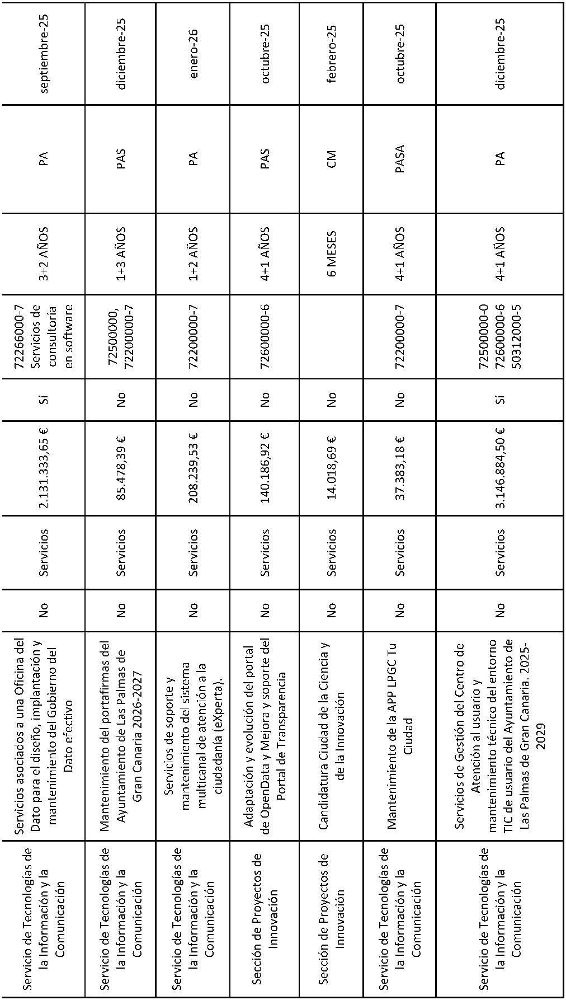 Servicio de Tecnologías de
la Información y la
Comunicación
Servicios asociados a una Oficina del
Dato para el diseño, implantación y
mantenimiento del Gobierno del
Dato efectivo
No
Servicios
2.131.333,65 €
Sí
72266000-7
Servicios de
consultoría
en software
3+2 AÑOS
PA
septiembre-25
Servicio de Tecnologías de
la Información y la
Comunicación
Mantenimiento del portafirmas del
Ayuntamiento de Las Palmas de
Gran Canaria 2026-2027
No
Servicios
85.478,39 €
No
72500000,
72200000-7
1+3 AÑOS
PAS
diciembre-25
Servicio de Tecnologías de
la Información y la
Comunicación
Servicios de soporte y
mantenimiento del sistema
multicanal de atención a la
ciudadanía (eXperta).
No
Servicios
208.239,53 €
No
72200000-7
1+2 AÑOS
PA
enero-26
Sección de Proyectos de
Innovación
Adaptación y evolución del portal
de OpenData y Mejora y soporte del
Portal de Transparencia
No
Servicios
140.186,92 €
No
72600000-6
4+1 AÑOS
PAS
octubre-25
Sección de Proyectos de
Innovación
Candidatura Ciudad de la Ciencia y
de la Innovación
No
Servicios
14.018,69 €
No
6 MESES
CM
febrero-25
Servicio de Tecnologías de
la Información y la
Comunicación
Mantenimiento de la APP LPGC Tu
Ciudad
No
Servicios
37.383,18 €
No
72200000-7
4+1 AÑOS
PASA
octubre-25
Servicio de Tecnologías de
la Información y la
Comunicación
Servicios de Gestión del Centro de
Atención al usuario y
mantenimiento técnico del entorno
TIC de usuario del Ayuntamiento de
Las Palmas de Gran Canaria. 2025-
2029
No
Servicios
3.146.884,50 €
Sí
72500000-0
72600000-6
50312000-5
4+1 AÑOS
PA
diciembre-25